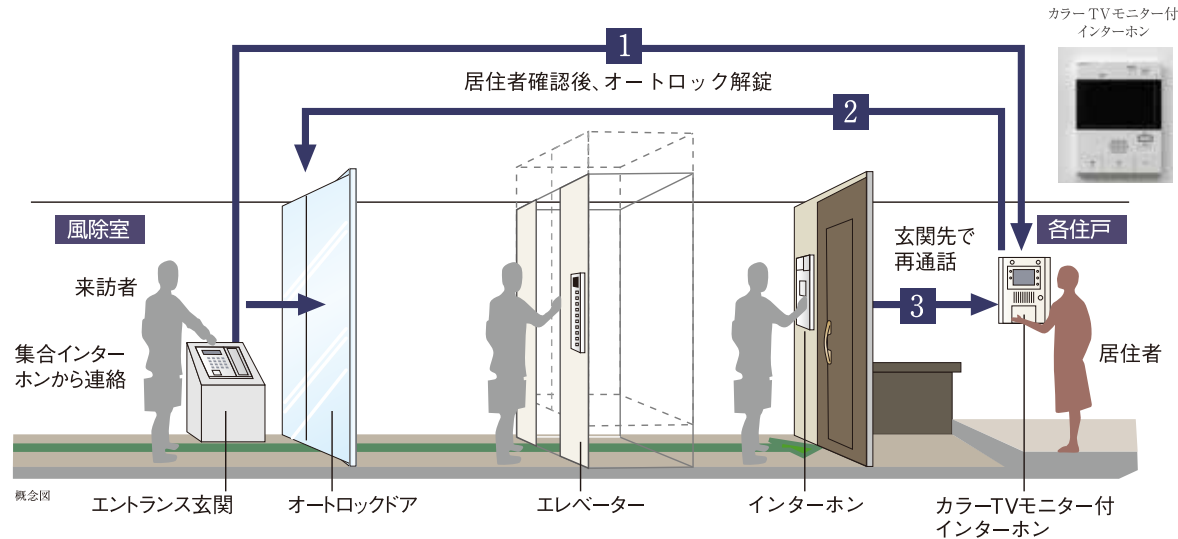 カラーTVモニター付
インターホン
1
居住者確認後、オートロック解錠
2
風除室
各住戸
来訪者
玄関先で
再通話
3
集合インター
ホンから連絡
居住者
概念図
エントランス玄関
オートロックドア
エレベーター
インターホン
カラーTVモニター付
インターホン